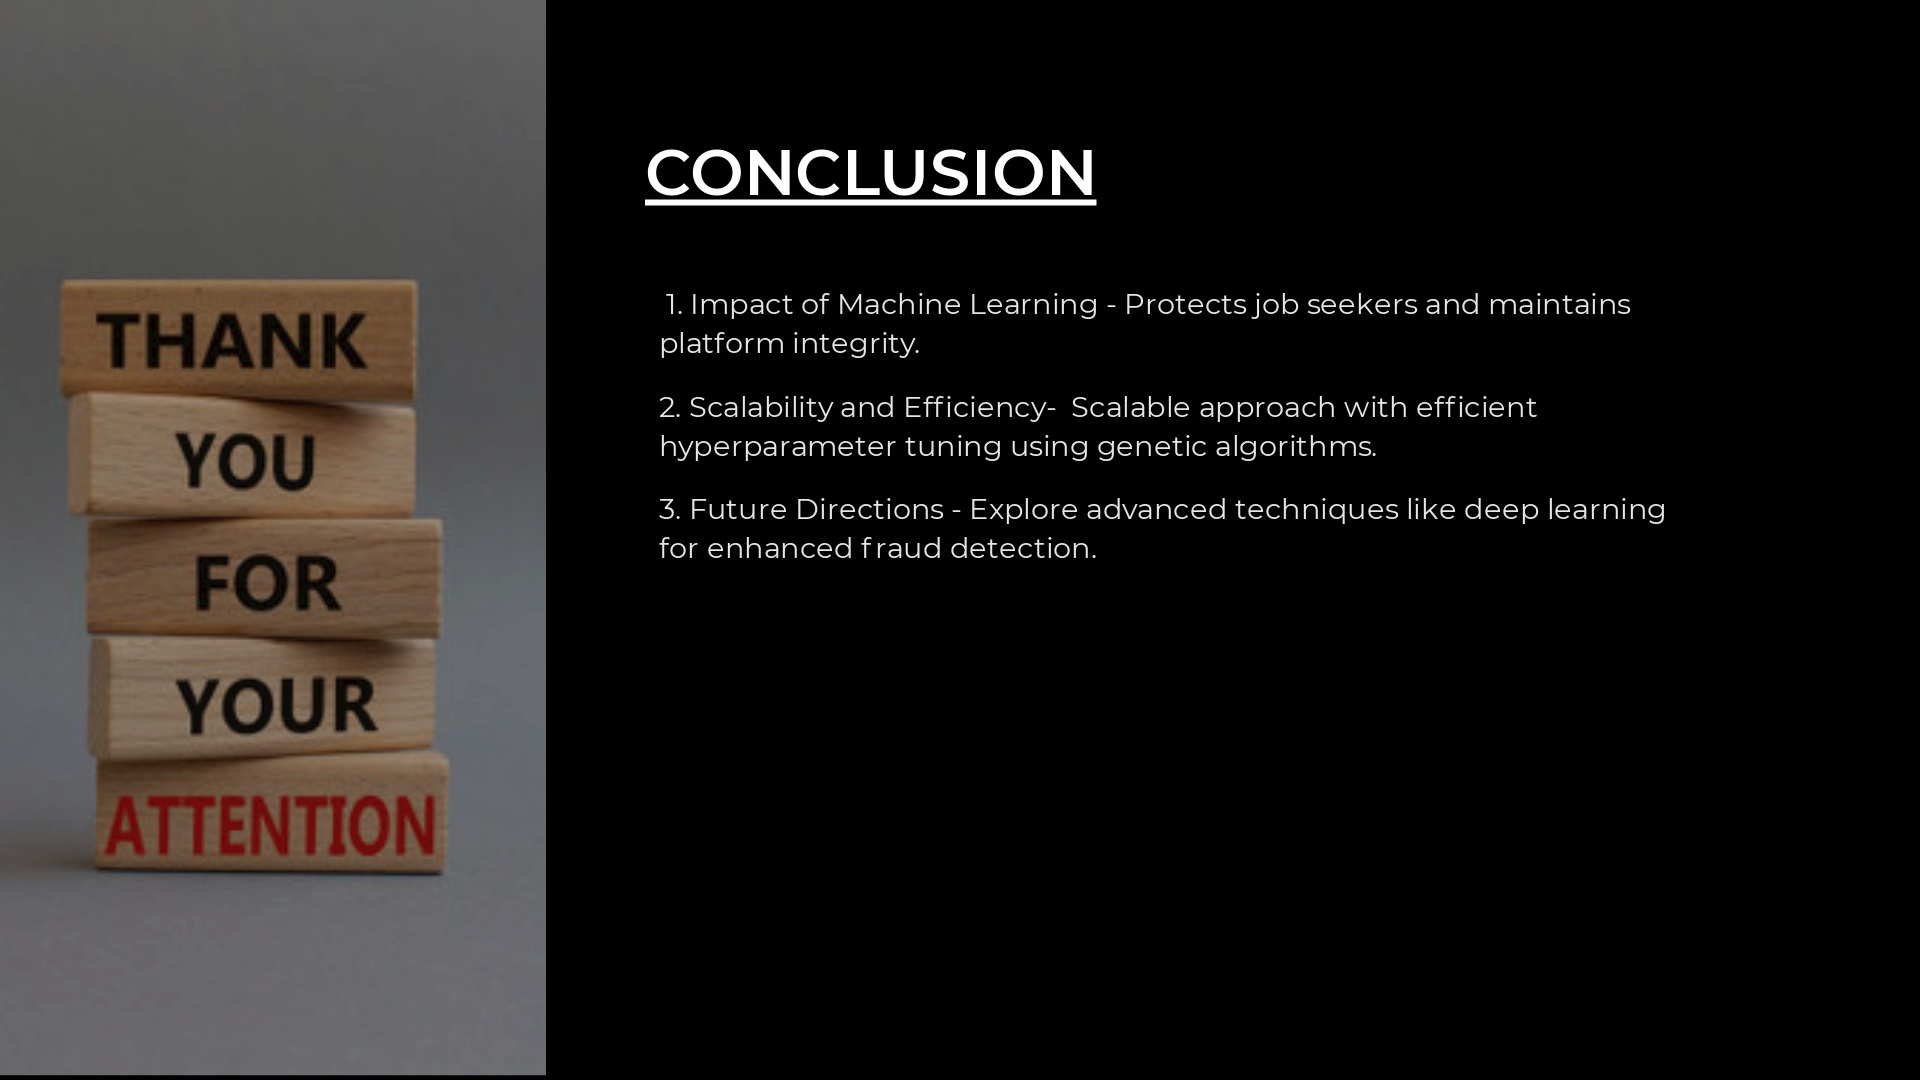 THANK
YOU
FOR
YOUR
ATTENTION
CONCLUSION
1. Impact of Machine Learning - Protects job seekers and maintains
platform integrity.
2. Scalability and Efficiency-  Scalable approach with efficient
hyperparameter tuning using genetic algorithms.
3. Future Directions - Explore advanced techniques like deep learning
for enhanced fraud detection.